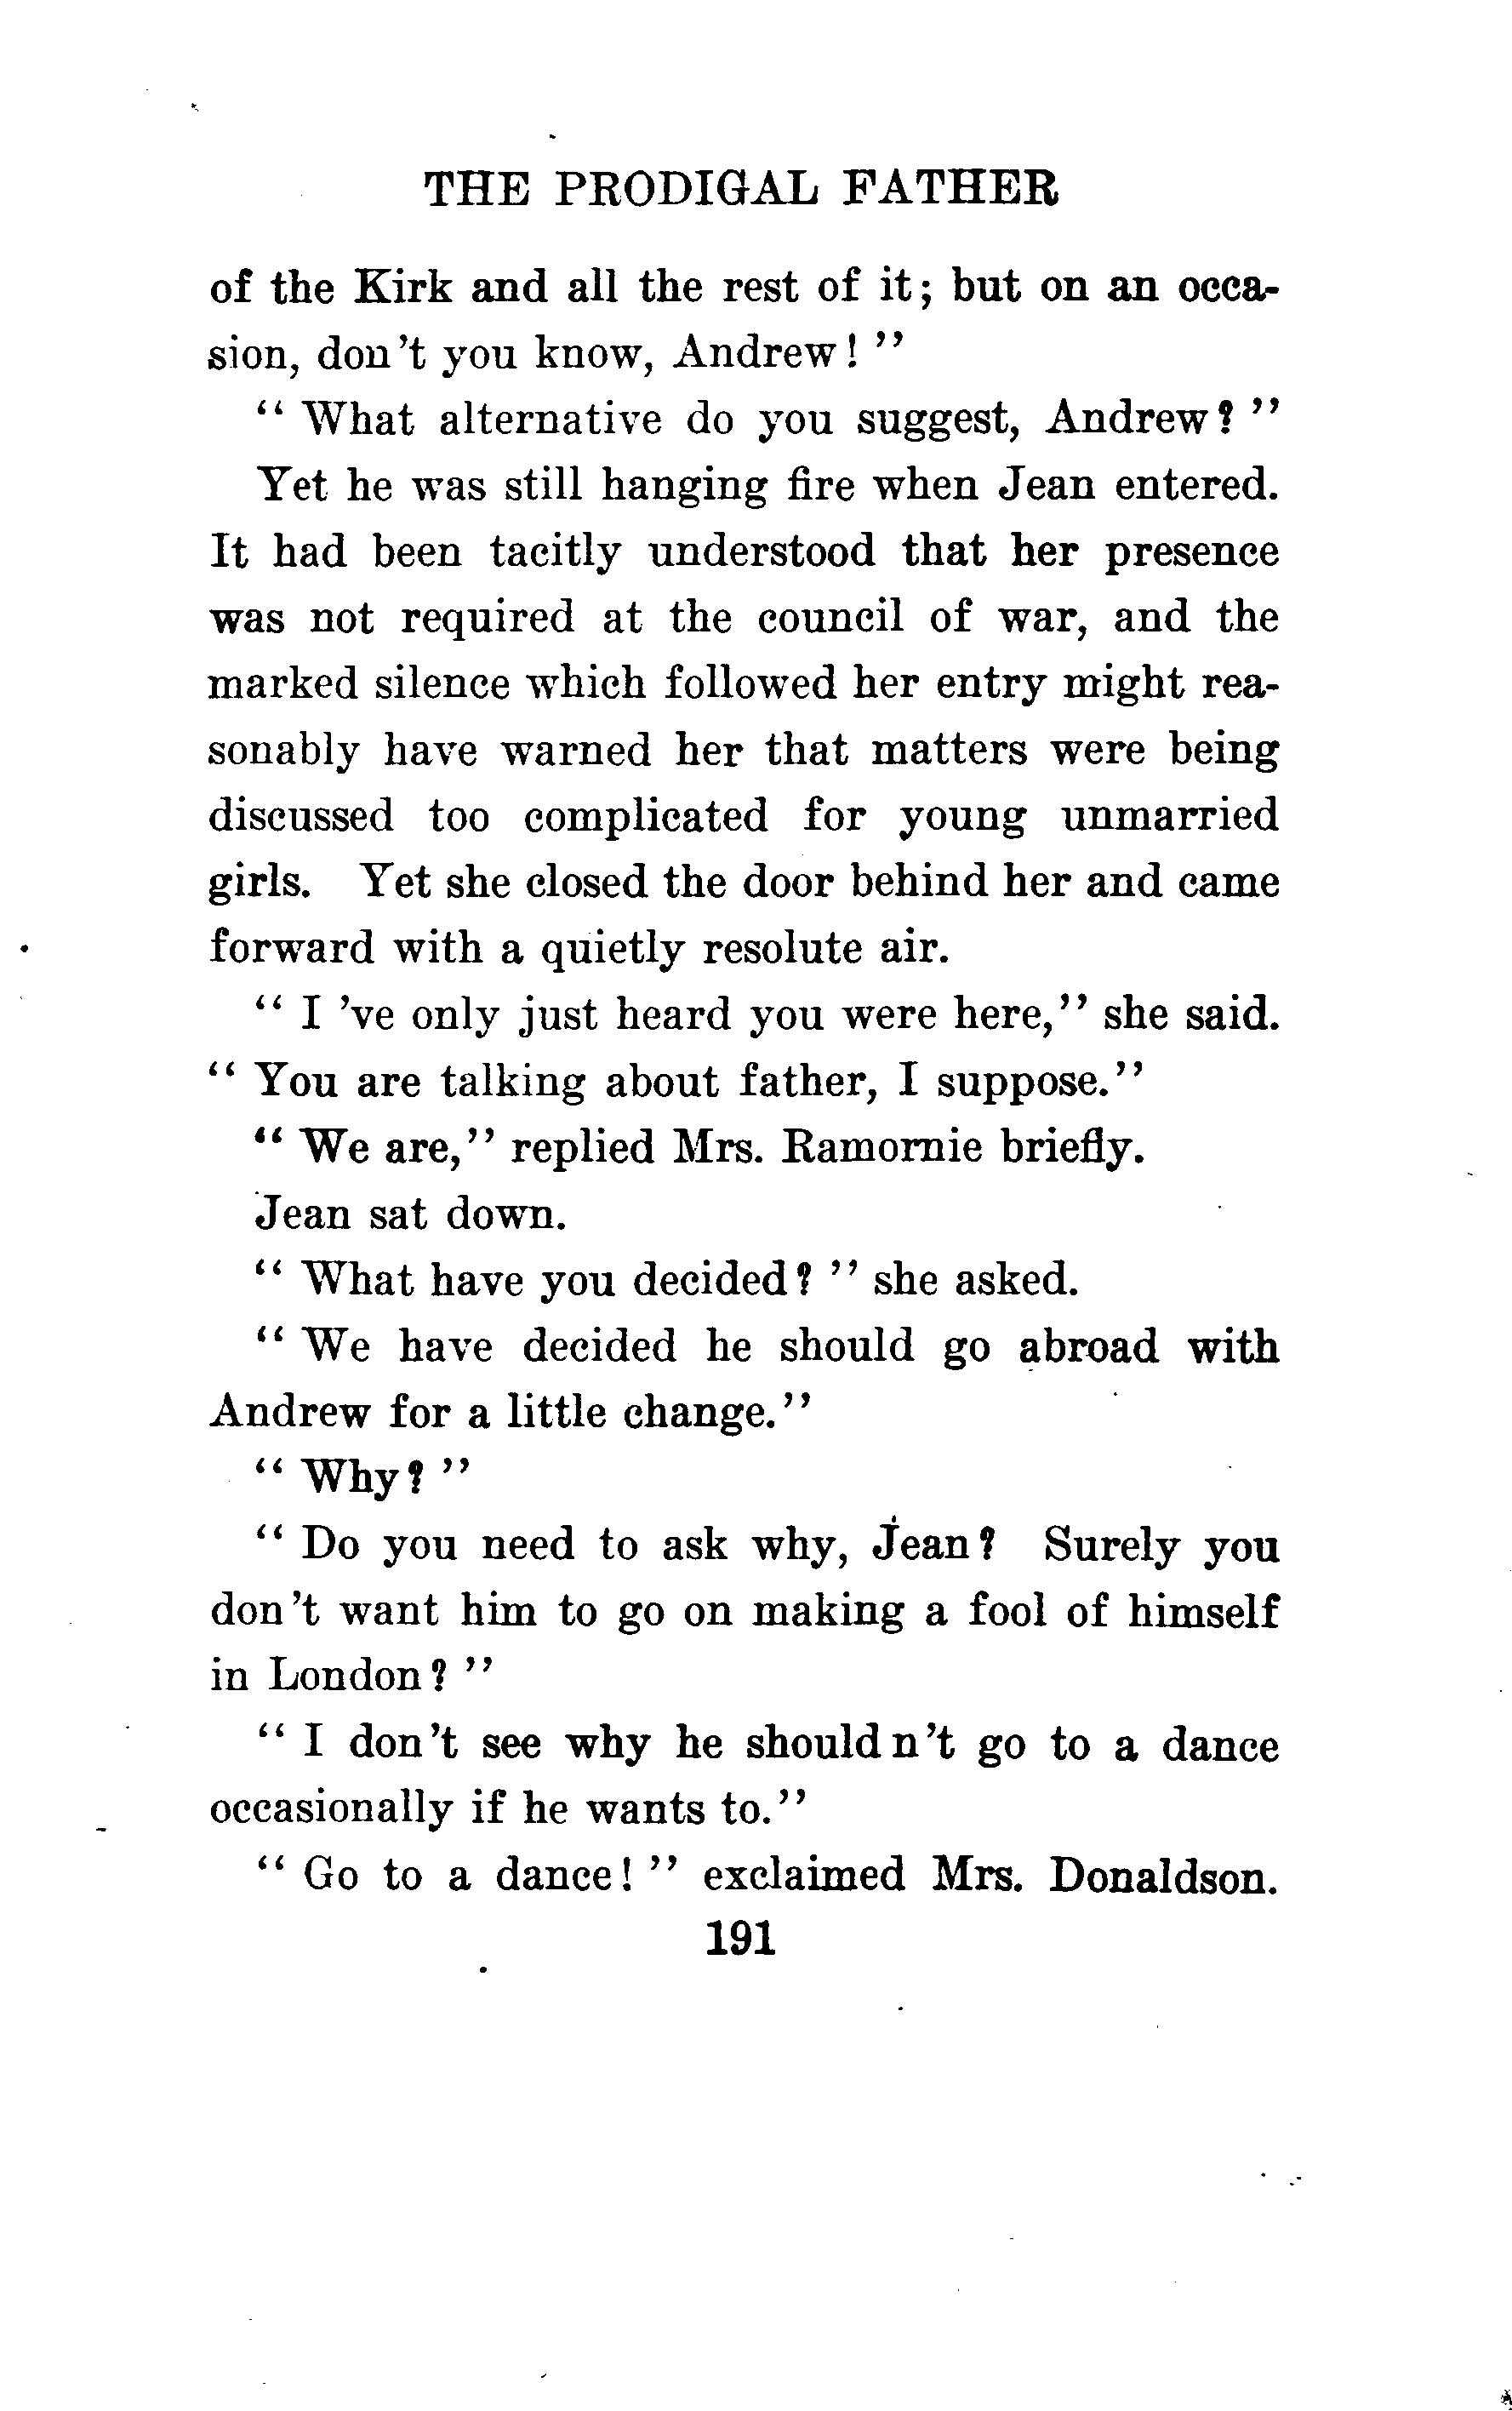 THE PRODIGAL FATHER
of the Kirk and all the rest of it; but on an occa-
sion, don't you know, Andrew!"
"What alternative do you suggest, Andrew?"
Yet he was still hanging fire when Jean entered.
It had been tacitly understood that her presence
was not required at the council of war, and the
marked silence which followed her entry might rea-
sonably have warned her that matters were being
discussed too complicated for young unmarried
girls. Yet she closed the door behind her and came
forward with a quietly resolute air.
"I 've only just heard you were here," she said.
"You are talking about father, I suppose."
"We are," replied Mrs. Ramornie briefly.
Jean sat down.
"What have you decided?" she asked.
"We have decided he should go abroad with
Andrew for a little change."
"Why?"
"Do you need to ask why, Jean? Surely you
don't want him to go on making a fool of himself
in London?"
"I don't see why he should n't go to a dance
occasionally if he wants to."
"Go to a dance!" exclaimed Mrs. Donaldson.
191